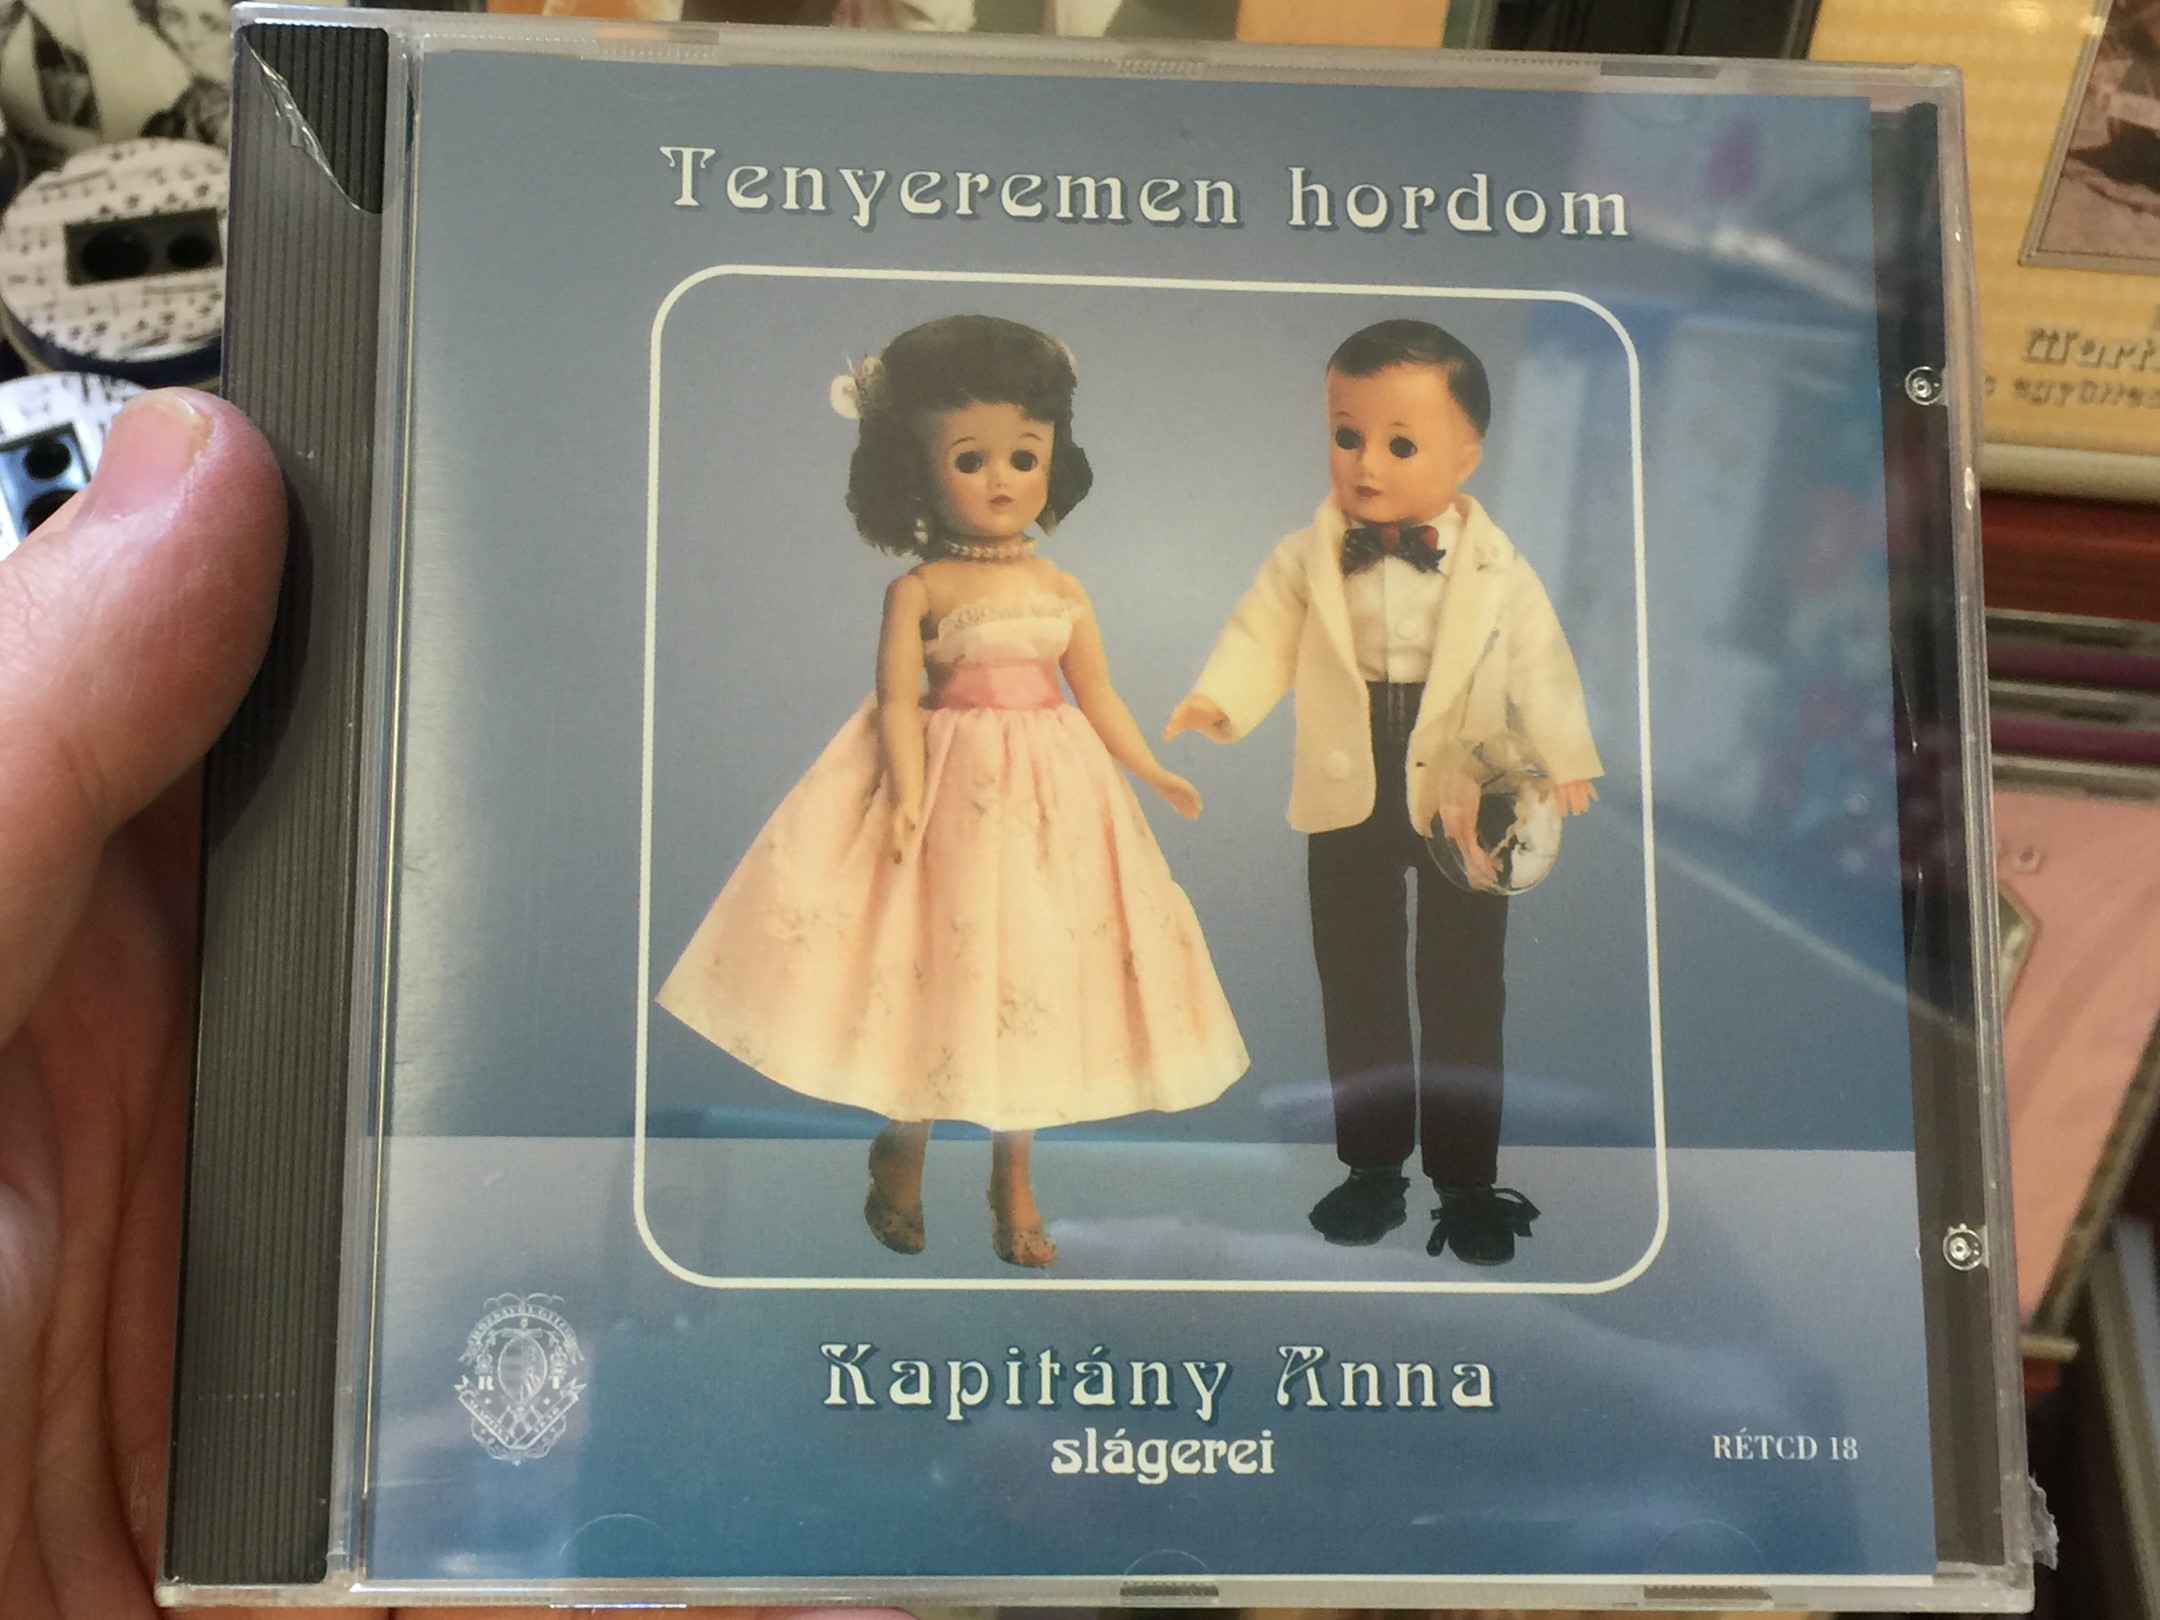 Tenyeremen hordom
Kapitány Anna
slágerei
RÉTCD 18
R T